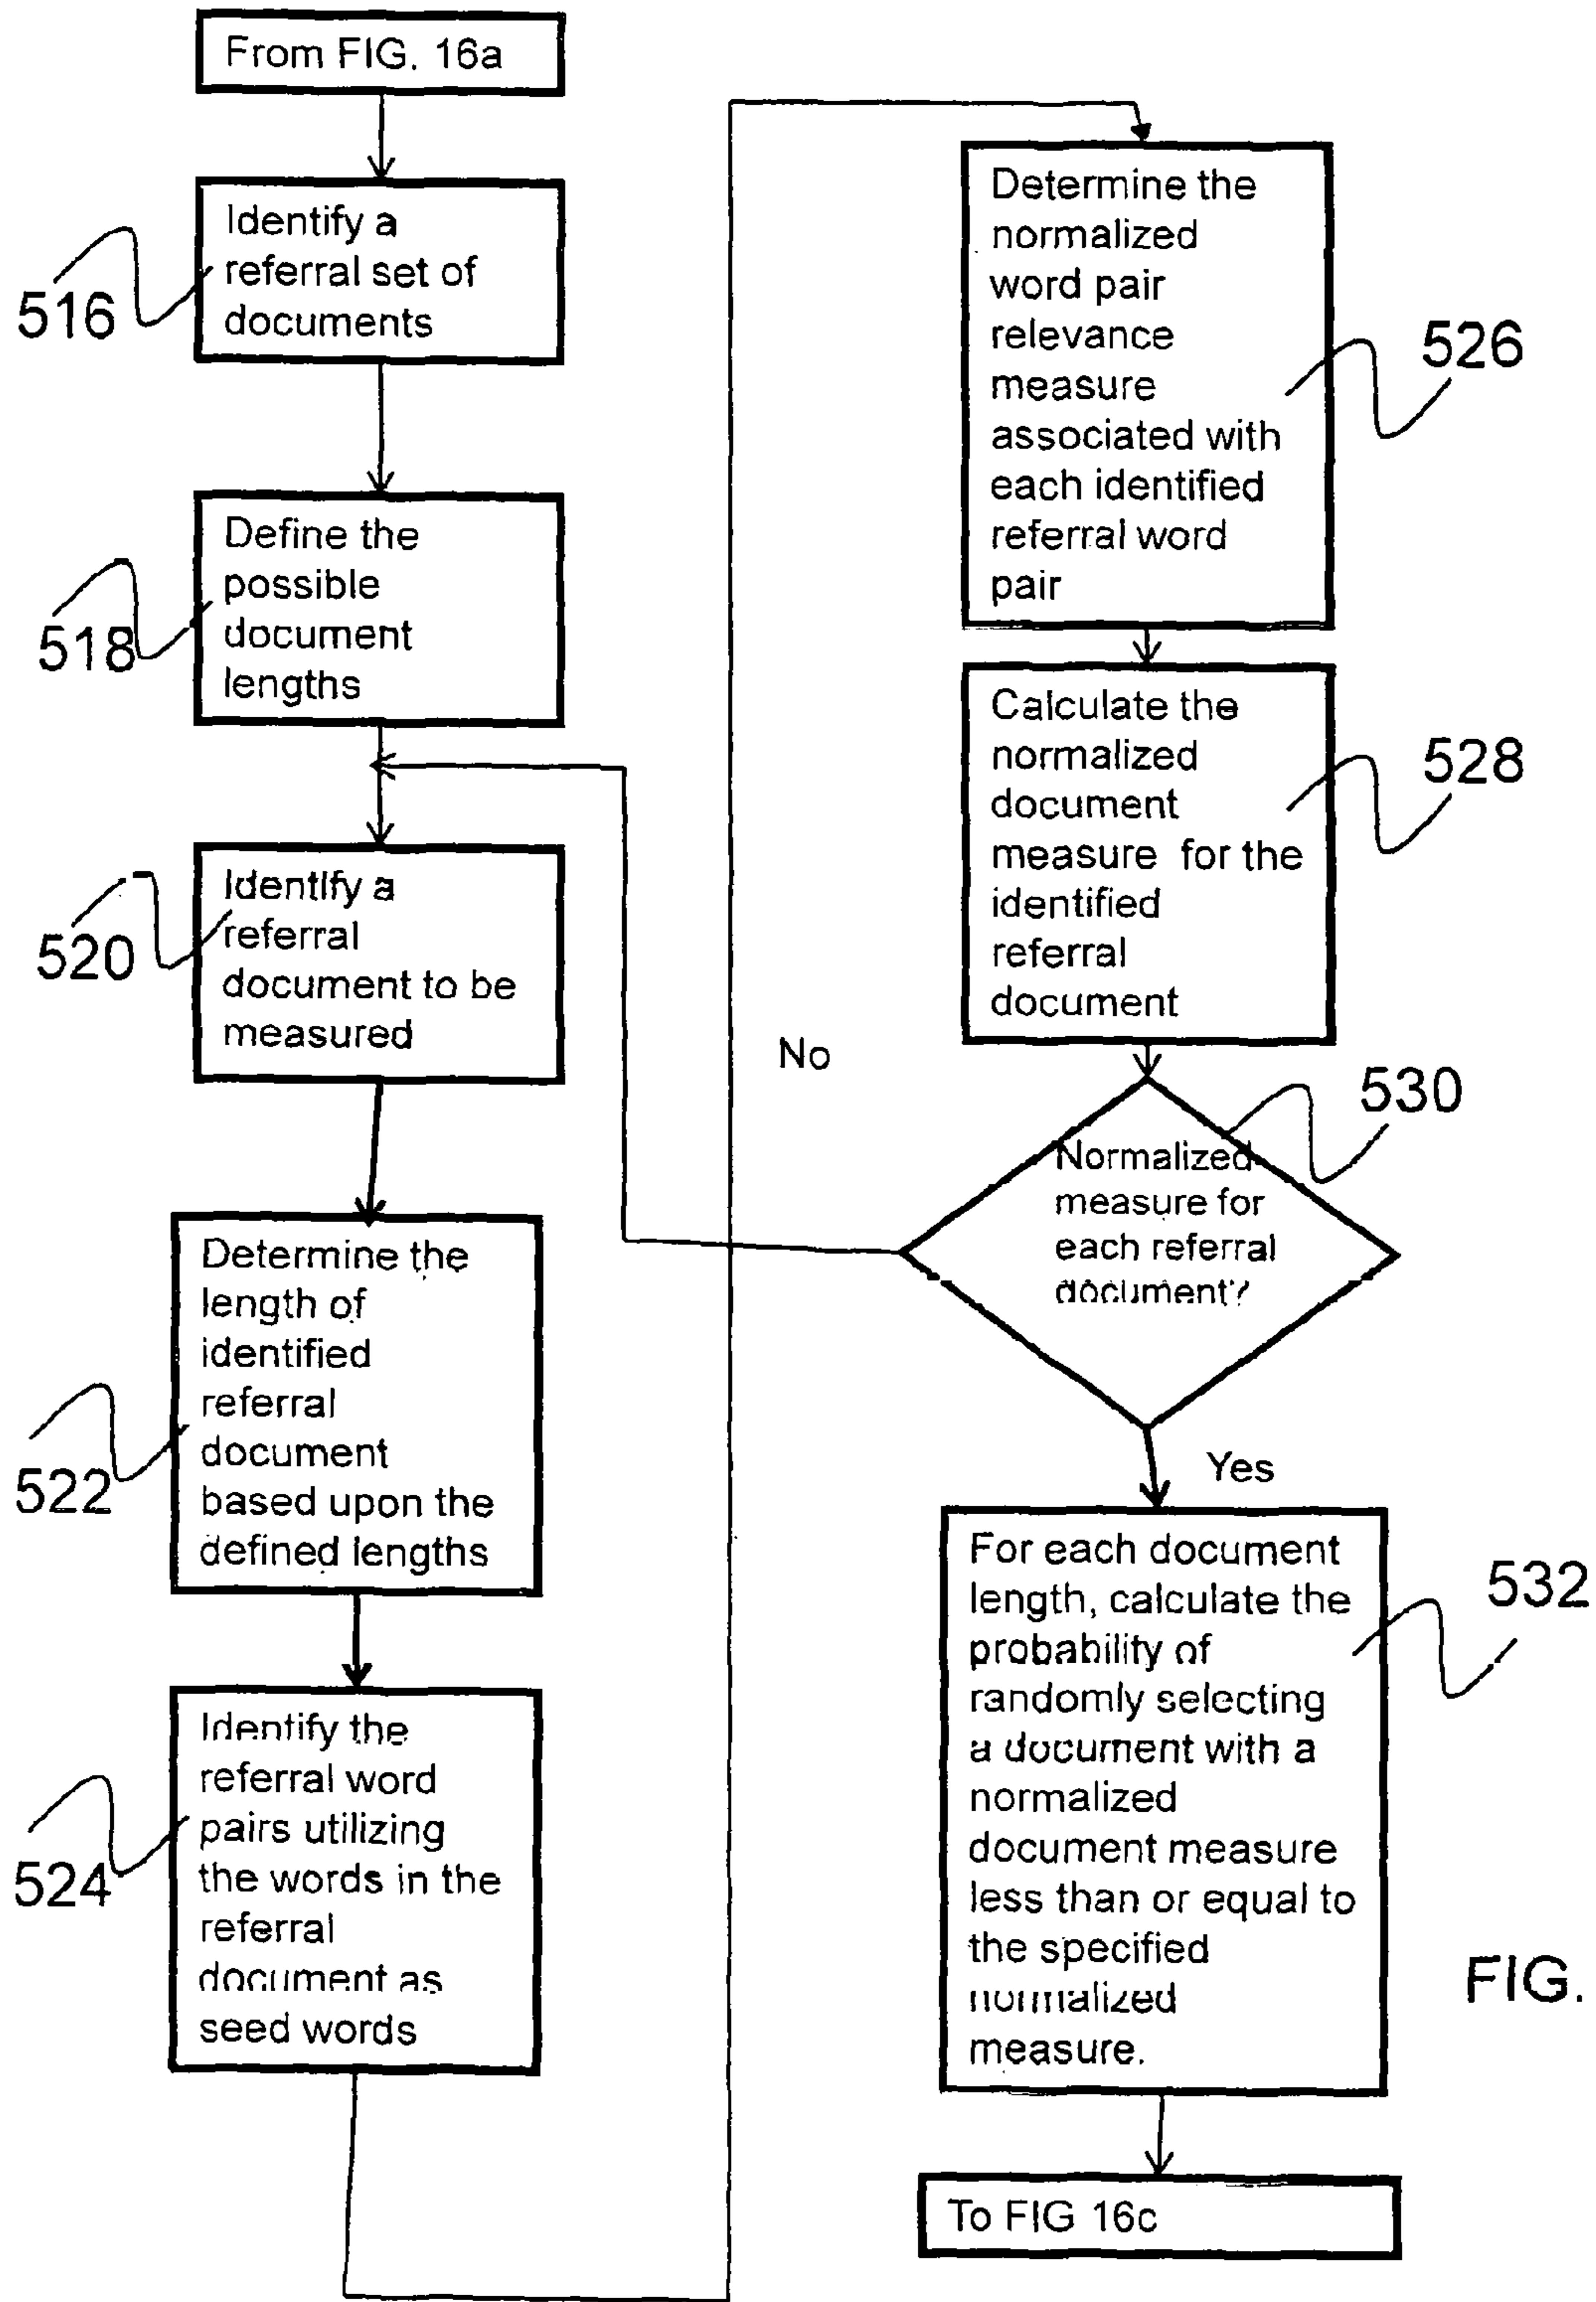 From FIG. 16a
516
Identify a
referral set of
documents
518
Define the
possible
document
lengths
520
Identify a
referral
document to be
measured
522
Determine the
length of
identified
referral
document
based upon the
defined lengths
524
Identify the
referral word
pairs utilizing
the words in the
referral
document as
seed words
Determine the
normalized
word pair
relevance
measure
associated with
each identified
referral word
pair
526
Calculate the
normalized
document
measure for the
identified
referral
document
528
No
530
Normalized
measure for
each referral
document?
Yes
For each document
length, calculate the
probability of
randomly selecting
a document with a
normalized
document measure
less than or equal to
the specified
normalized
measure.
532
To FIG 16c
FIG.